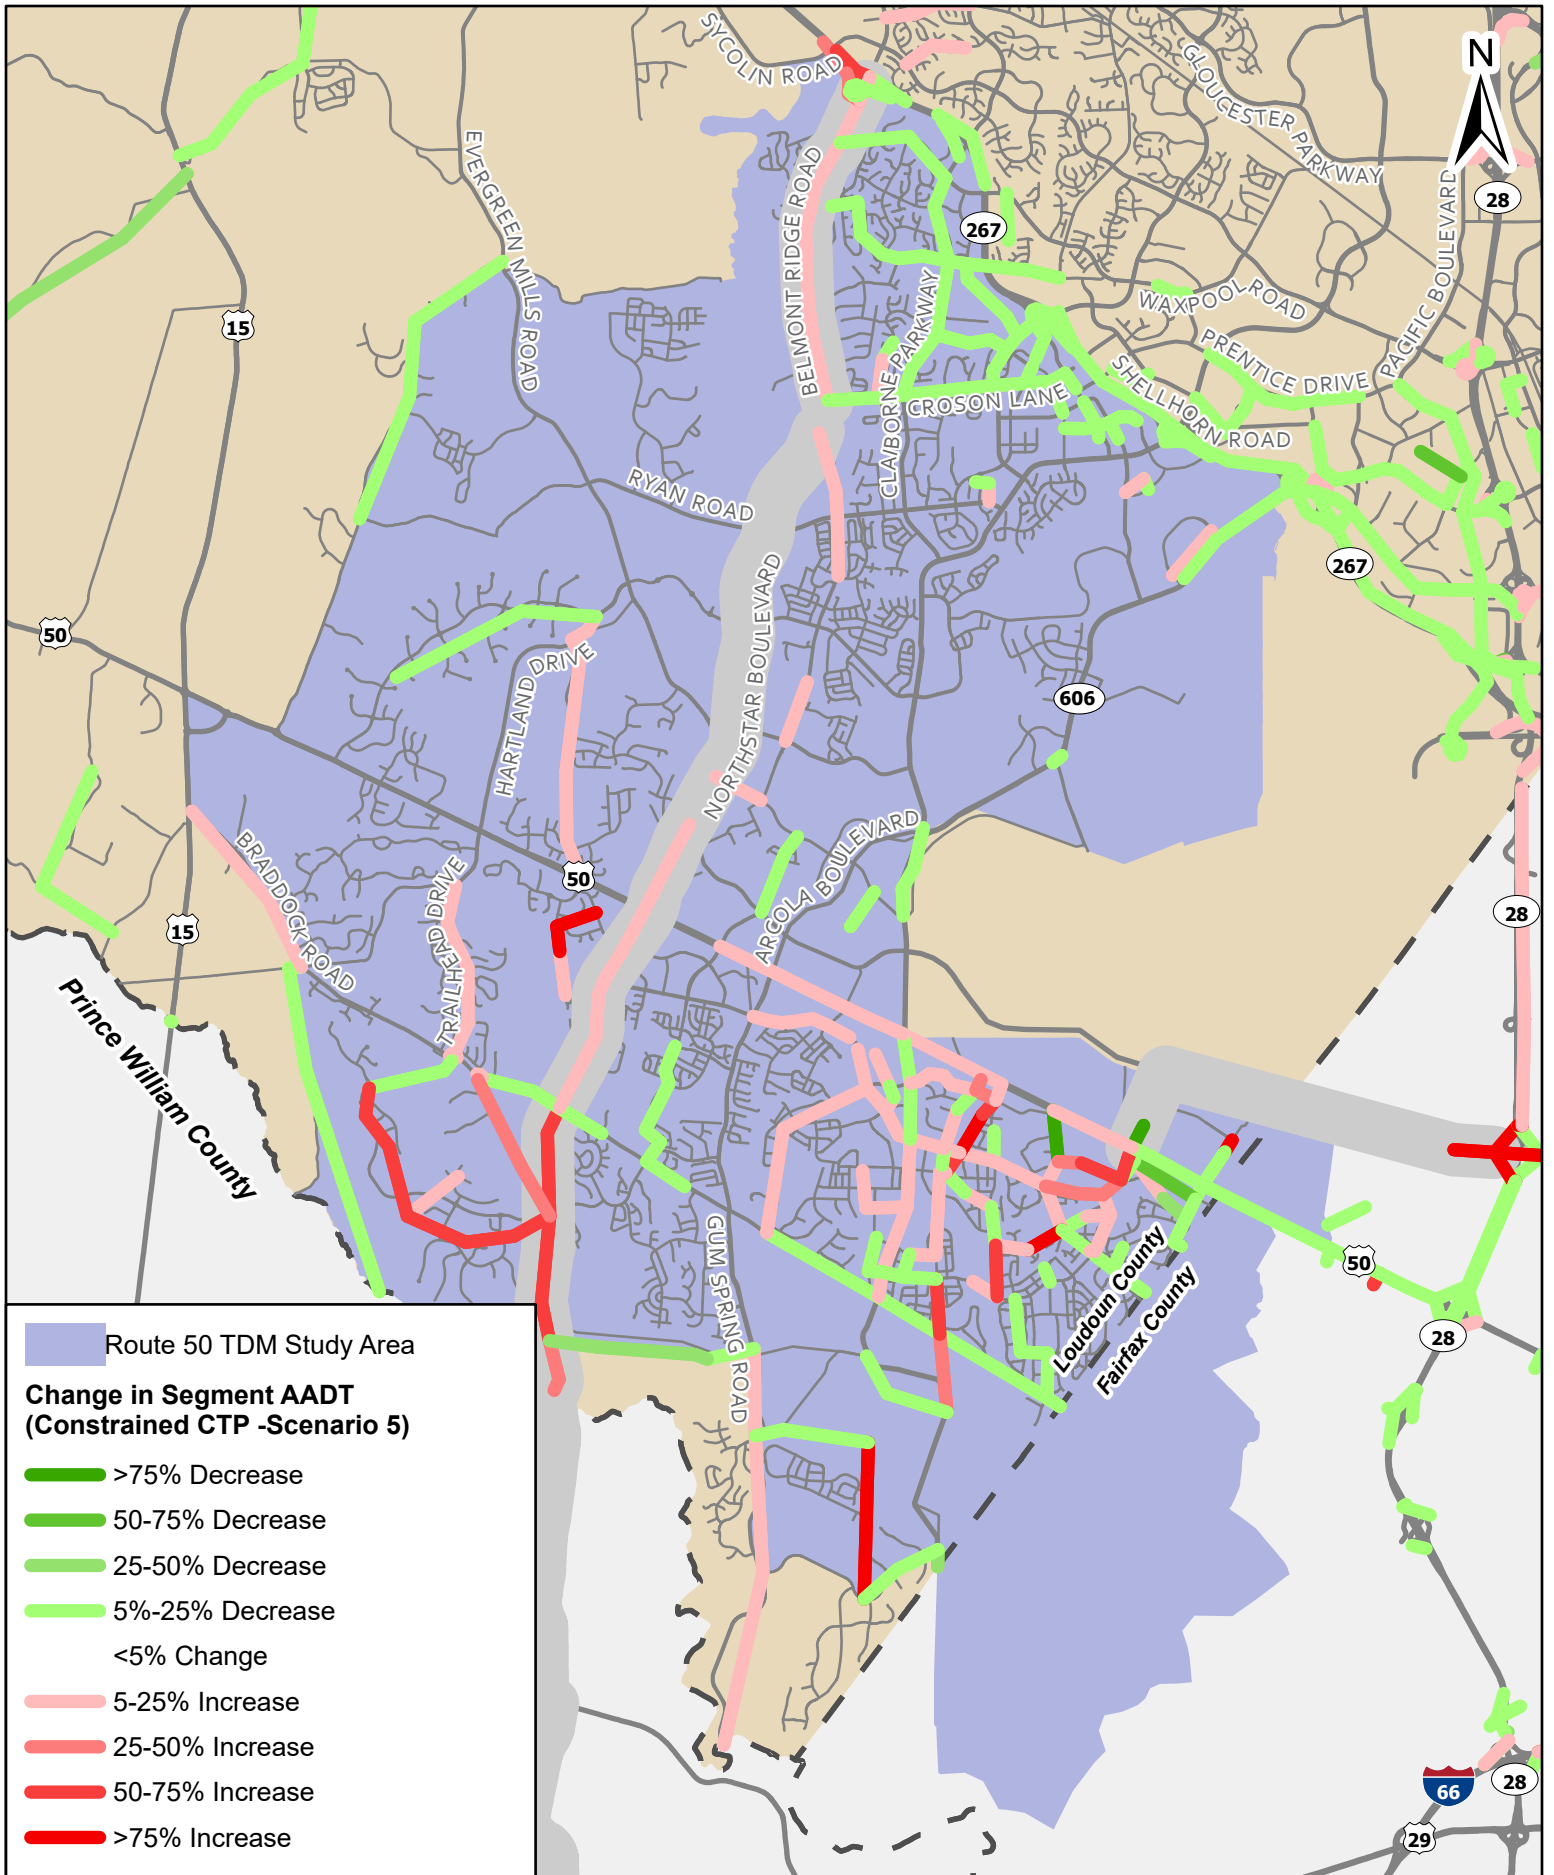 SYCOLIN ROAD
GLOUCESTER PARKWAY
N
28
EVERGREEN MILLS ROAD
BELMONT RIDGE ROAD
267
PACIFIC BOULEVARD
15
CLAIBORNE PARKWAY
WAXPOOL ROAD
PRENTICE DRIVE
SHELLHORN ROAD
CROSON LANE
RYAN ROAD
267
50
NORTHSTAR BOULEVARD
HARTLAND DRIVE
606
BRADDOCK ROAD
TRAILHEAD DRIVE
50
ARCOLA BOULEVARD
28
15
Prince William County
GUM SPRING ROAD
Loudoun County
Fairfax County
50
28
Route 50 TDM Study Area
Change in Segment AADT
(Constrained CTP -Scenario 5)
>75% Decrease
50-75% Decrease
25-50% Decrease
5%-25% Decrease
<5% Change
5-25% Increase
25-50% Increase
50-75% Increase
>75% Increase
66
28
29